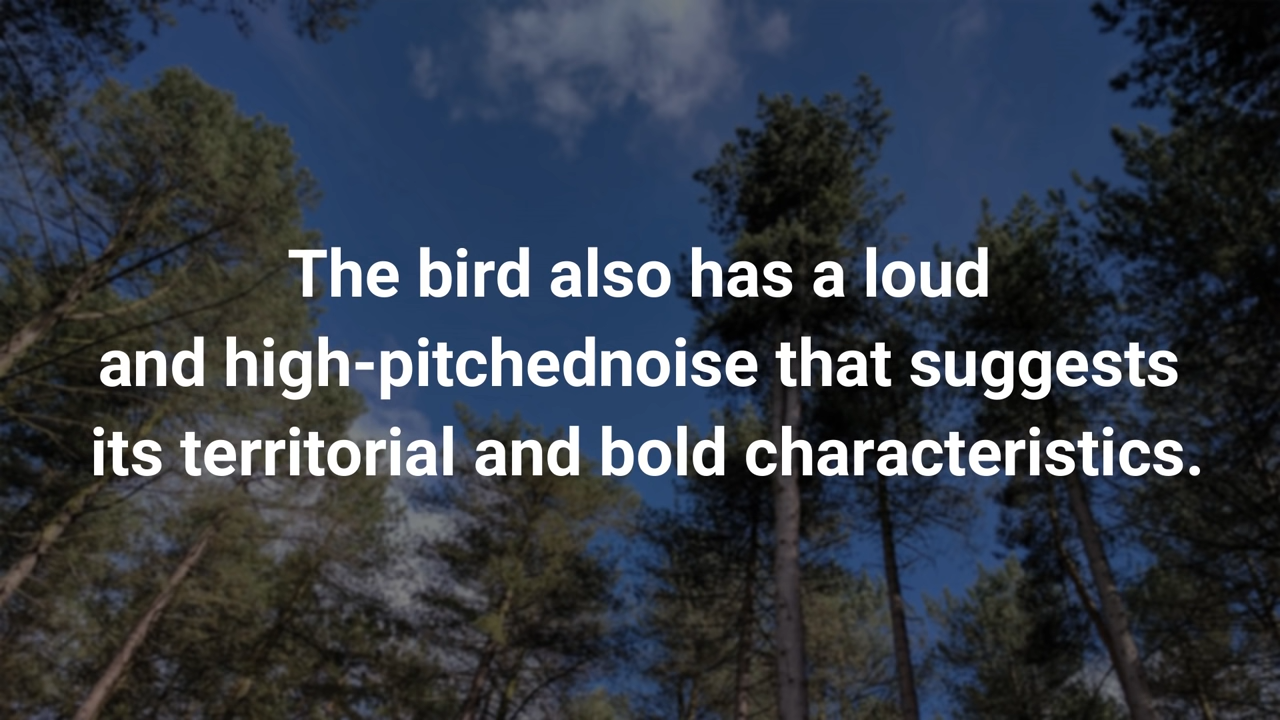 The bird also has a loud
and high-pitchednoise that suggests
its territorial and bold characteristics.